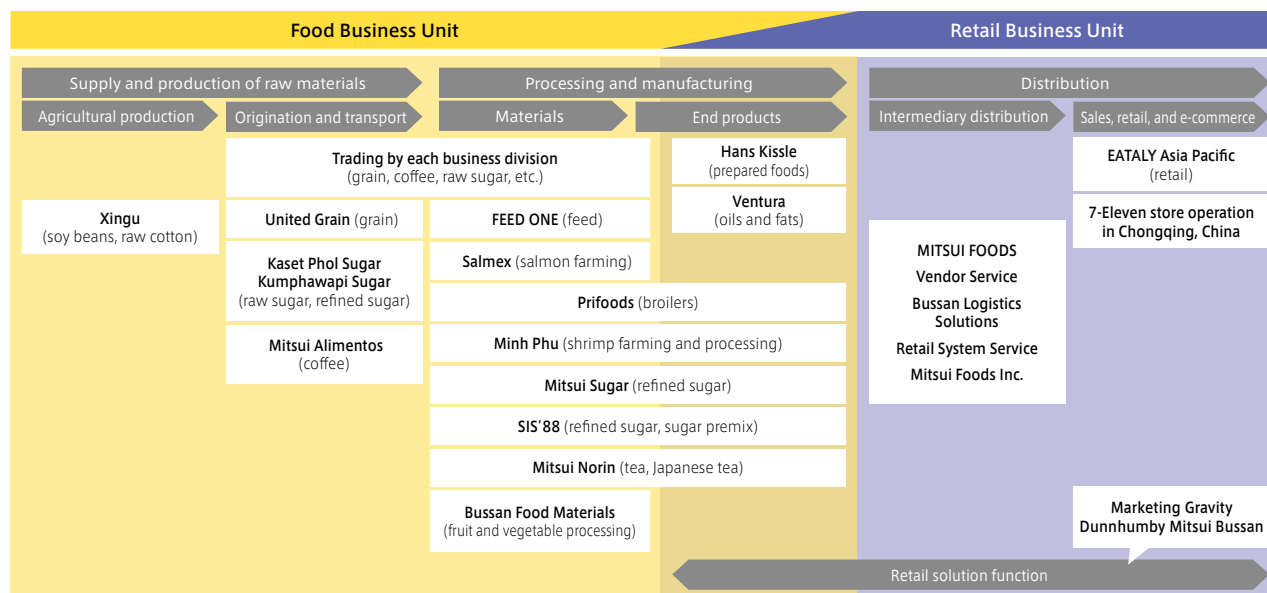 Food Business Unit
Retail Business Unit
Supply and production of raw materials
Processing and manufacturing
Distribution
Agricultural production
Origination and transport
Materials
End products
Intermediary distribution
Sales, retail, and e-commerce
Trading by each business division
(grain, coffee, raw sugar, etc.)
Hans Kissle
(prepared foods)
EATALY Asia Pacific
(retail)
Xingu
(soy beans, raw cotton)
United Grain (grain)
FEED ONE (feed)
Ventura
(oils and fats)
7-Eleven store operation
in Chongqing, China
Kaset Phol Sugar
Kumphawapi Sugar
(raw sugar, refined sugar)
Salmex (salmon farming)
Prifoods (broilers)
Mitsui Alimentos
(coffee)
Minh Phu (shrimp farming and processing)
Mitsui Sugar (refined sugar)
SIS'88 (refined sugar, sugar premix)
Mitsui Norin (tea, Japanese tea)
Bussan Food Materials
(fruit and vegetable processing)
MITSUI FOODS
Vendor Service
Bussan Logistics
Solutions
Retail System Service
Mitsui Foods Inc.
Marketing Gravity
Dunnhumby Mitsui Bussan
Retail solution function